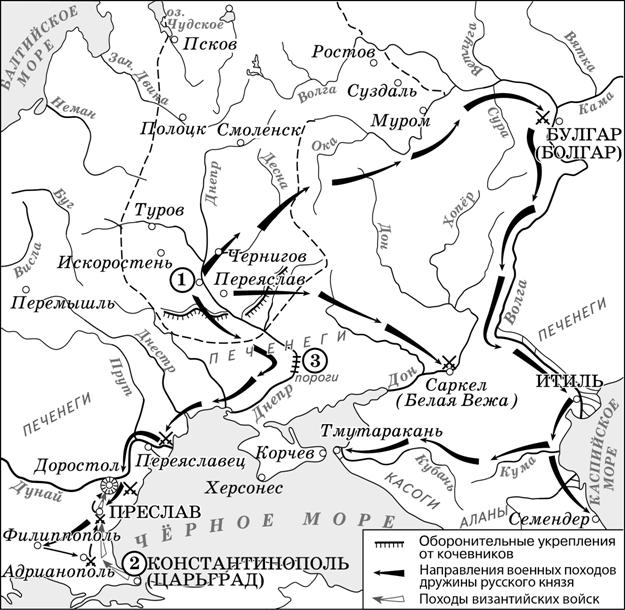 БАЛТИЙСКОЕ
МОРЕ
оз.
Чудское
Псков
Зап. Двина
Неман
Полоцк
Смоленск
Ростов
Суздаль
Волга
Муром
Ветлуга
Вятка
Сура
Кама
БУЛГАР
(БОЛГАР)
Ока
Днепр
Десна
Буг
Висла
Туров
Искоростень
Чернигов
Переяслав
1
Перемышль
Дон
Хопёр
Волга
ПЕЧЕНЕГИ
ПЕЧЕНЕГИ
3
пороги
Днепр
Днестр
Прут
ПЕЧЕНЕГИ
Дон
Саркел
(Белая Вежа)
ИТИЛЬ
Доростол
Переяславец
Дунай
ПРЕСЛАВ
Корчев
Херсонес
Тмутаракань
Кубань
Кума
КАСОГИ
АЛАНЫ
КАСПИЙСКОЕ
МОРЕ
Семендер
ЧЁРНОЕ МОРЕ
Филиппополь
Адрианополь
2
КОНСТАНТИНОПОЛЬ
(ЦАРЬГРАД)
Оборонительные укрепления
от кочевников
Направления военных походов
дружины русского князя
Походы византийских войск